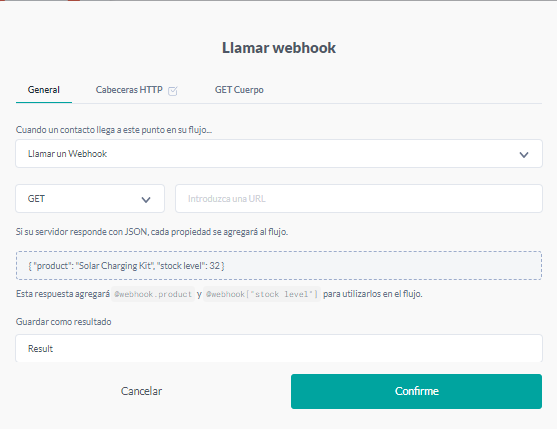 Llamar webhook
General Cabeceras HTTP GET Cuerpo
Cuando un contacto llega a este punto en su flujo...
Llamar un Webhook
GET Introduzca una URL
Si su servidor responde con JSON, cada propiedad se agregará al flujo.
{ "product": "Solar Charging Kit", "stock level": 32 }
Esta respuesta agregará @webhook.product y @webhook["stock level"] para utilizarlos en el flujo.
Guardar como resultado
Result
Cancelar Confirme